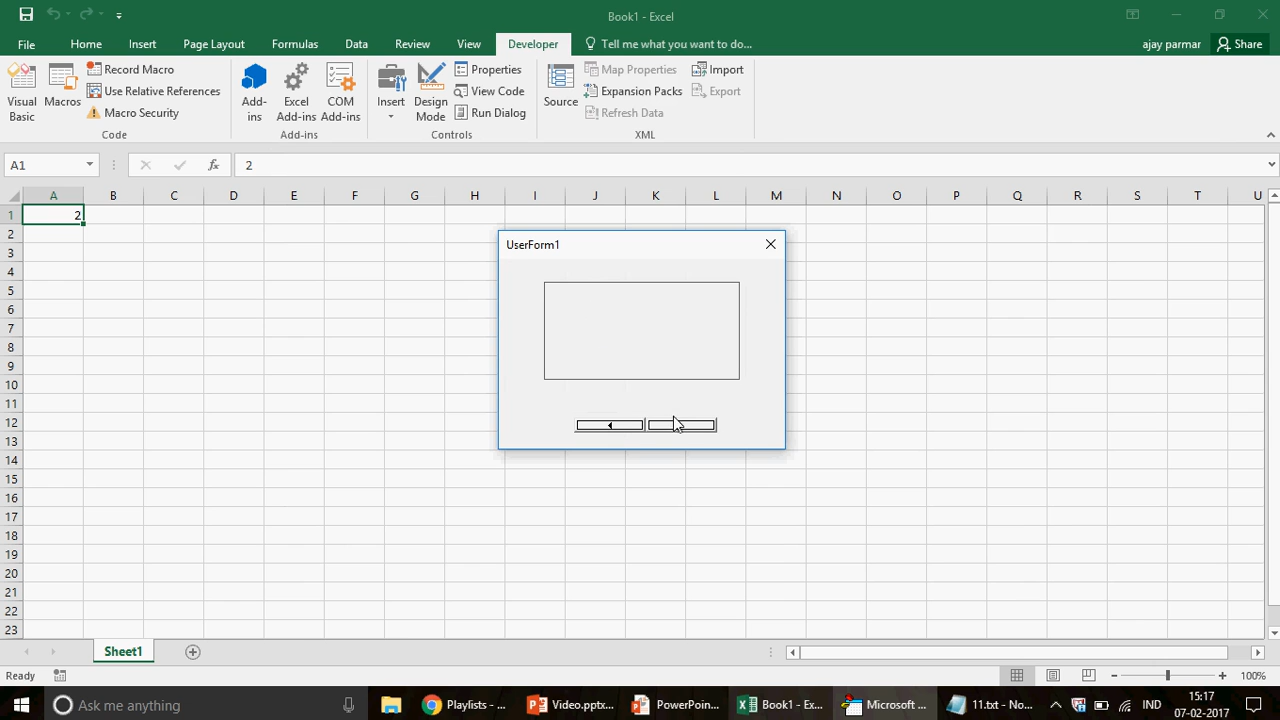 Book1 - Excel
File Home Insert Page Layout Formulas Data Review View Developer Tell me what you want to do... ajay parmar Share
Visual Basic
Macros
Record Macro
Use Relative References
Macro Security
Code
Add-ins
Excel Add-ins
COM Add-ins
Add-ins
Insert
Design Mode
Properties
View Code
Run Dialog
Controls
Source
Map Properties
Expansion Packs
Refresh Data
Import
Export
XML
A1 fx 2
A B C D E F G H I J K L M N O P Q R S T U
1 2
2
3
4
5
6
7
8
9
10
11
12
13
14
15
16
17
18
19
20
21
22
23
UserForm1
Sheet1
Ready 100%
Ask me anything Playlists - ... Video.pptx... PowerPoin... Book1 - Exc... Microsoft ... 11.txt - No... IND 15:17
07-02-2017